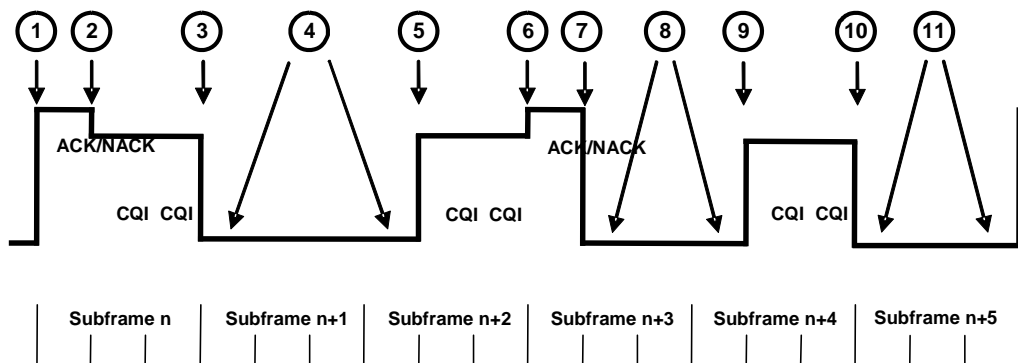 1 2 3 4 5 6 7 8 9 10 11
ACK/NACK ACK/NACK
CQI CQI CQI CQI CQI CQI
Subframe n Subframe n+1 Subframe n+2 Subframe n+3 Subframe n+4 Subframe n+5